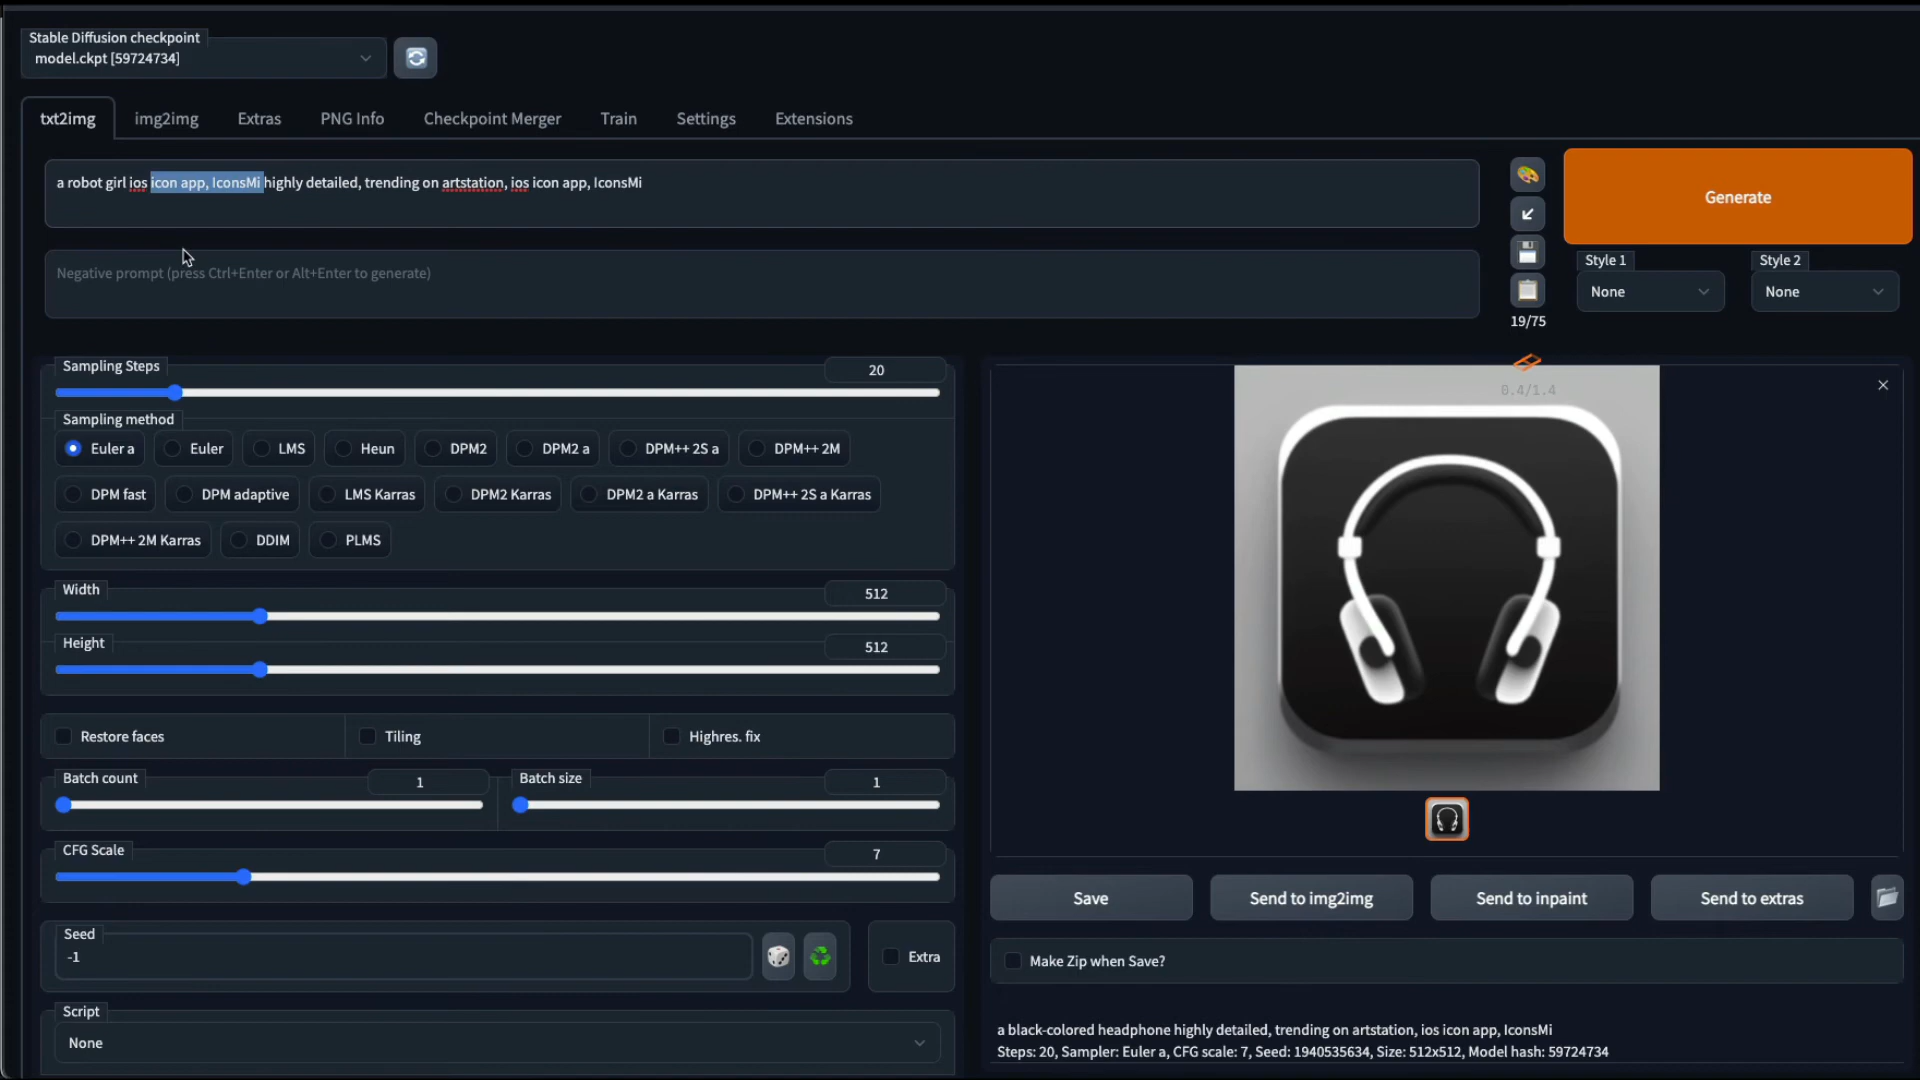 Stable Diffusion checkpoint
model.ckpt [59724734]
txt2img img2img Extras PNG Info Checkpoint Merger Train Settings Extensions
a robot girl ios icon app, IconsMi highly detailed, trending on artstation, ios icon app, IconsMi
Generate
Negative prompt (press Ctrl+Enter or Alt+Enter to generate)
Style 1 Style 2
None None
19/75
Sampling Steps 20
0.4/1.4
Sampling method
Euler a Euler LMS Heun DPM2 DPM2 a DPM++ 2S a DPM++ 2M
DPM fast DPM adaptive LMS Karras DPM2 Karras DPM2 a Karras DPM++ 2S a Karras
DPM++ 2M Karras DDIM PLMS
Width 512
Height 512
Restore faces Tiling Highres. fix
Batch count 1 Batch size 1
CFG Scale 7
Seed
-1
Extra
Script
None
Save Send to img2img Send to inpaint Send to extras
Make Zip when Save?
a black-colored headphone highly detailed, trending on artstation, ios icon app, IconsMi
Steps: 20, Sampler: Euler a, CFG scale: 7, Seed: 1940535634, Size: 512x512, Model hash: 59724734